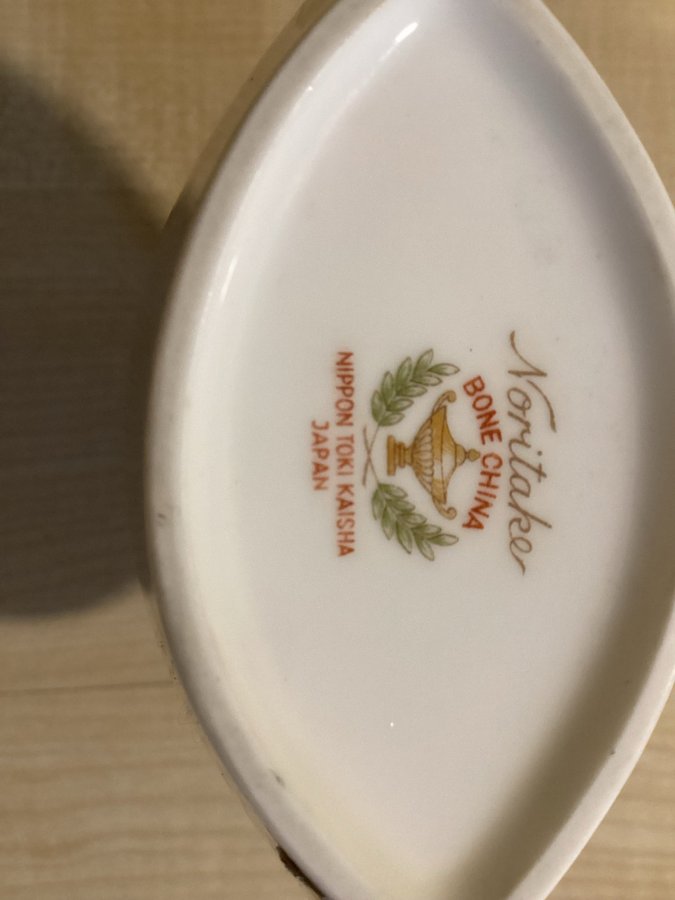 Noritake
BONE CHINA
NIPPON TOKI KAISHA
JAPAN